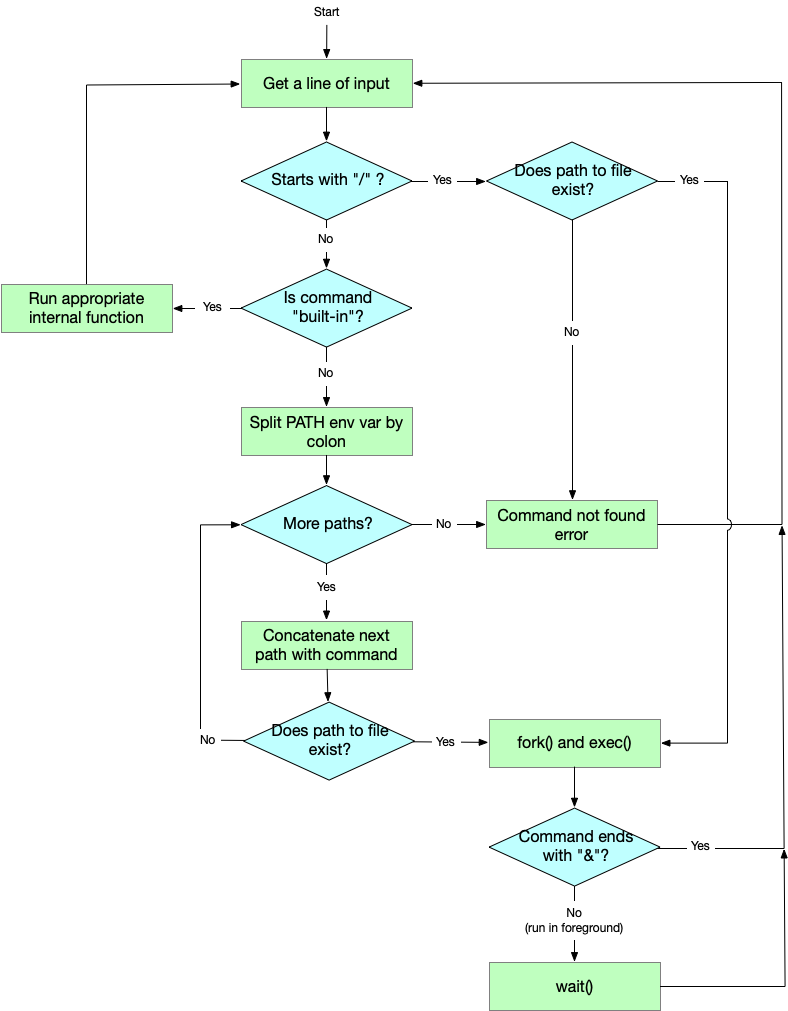 Start
Get a line of input
Starts with "/" ?
Yes
Does path to file
exist?
Yes
No
Is command
"built-in"?
Yes
Run appropriate
internal function
No
No
Split PATH env var by
colon
More paths?
No
Command not found
error
Yes
Concatenate next
path with command
Does path to file
exist?
No
Yes
fork() and exec()
Command ends
with "&"?
Yes
No
(run in foreground)
wait()